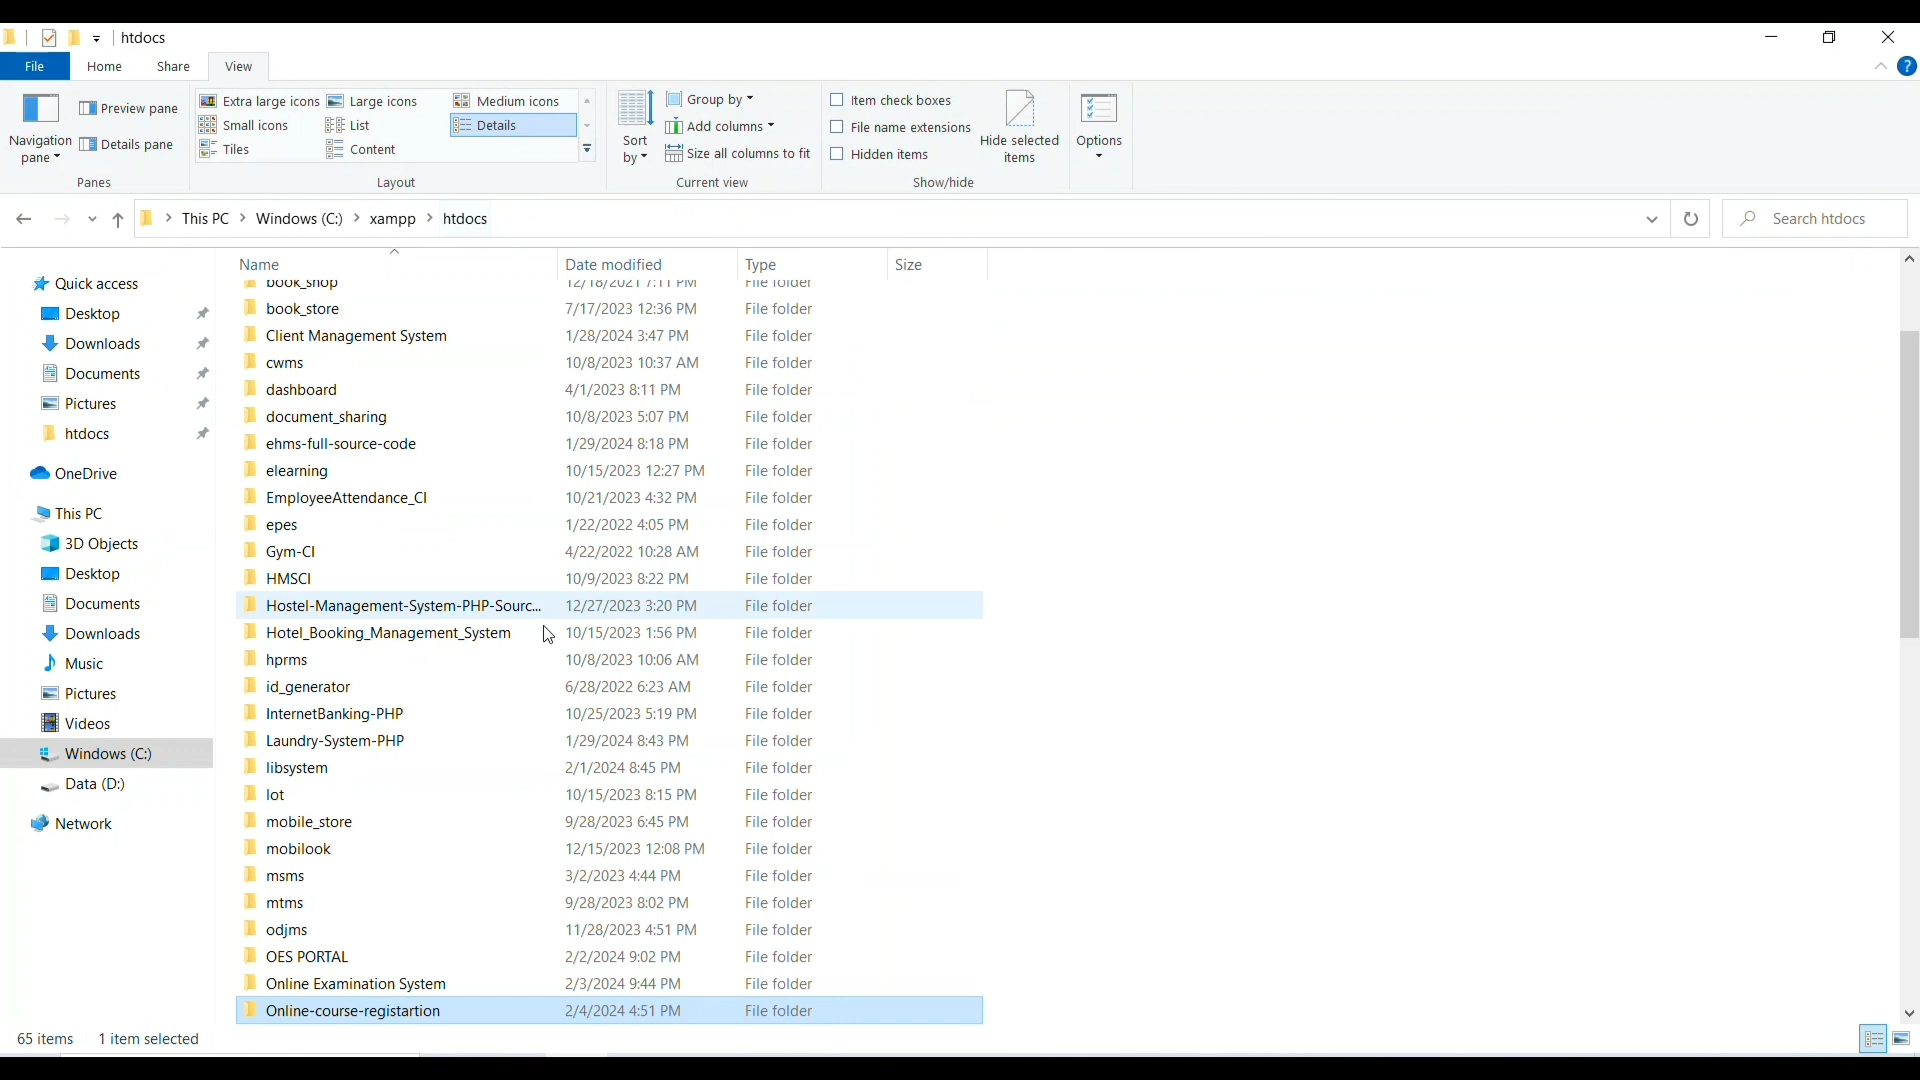 htdocs
File Home Share View
?
Navigation pane
Preview pane
Details pane
Panes
Extra large icons Large icons Medium icons
Small icons List Details
Tiles Content
Layout
Sort by
Group by
Add columns
Size all columns to fit
Current view
Item check boxes
File name extensions
Hidden items
Hide selected items
Show/hide
Options
This PC > Windows (C:) > xampp > htdocs
Search htdocs
Quick access
Desktop
Downloads
Documents
Pictures
htdocs
OneDrive
This PC
3D Objects
Desktop
Documents
Downloads
Music
Pictures
Videos
Windows (C:)
Data (D:)
Network
Name Date modified Type Size
book_shop 12/18/2021 7:11 PM File folder
book_store 7/17/2023 12:36 PM File folder
Client Management System 1/28/2024 3:47 PM File folder
cwms 10/8/2023 10:37 AM File folder
dashboard 4/1/2023 8:11 PM File folder
document_sharing 10/8/2023 5:07 PM File folder
ehms-full-source-code 1/29/2024 8:18 PM File folder
elearning 10/15/2023 12:27 PM File folder
EmployeeAttendance_CI 10/21/2023 4:32 PM File folder
epes 1/22/2022 4:05 PM File folder
Gym-CI 4/22/2022 10:28 AM File folder
HMSCI 10/9/2023 8:22 PM File folder
Hostel-Management-System-PHP-Sourc... 12/27/2023 3:20 PM File folder
Hotel_Booking_Management_System 10/15/2023 1:56 PM File folder
hprms 10/8/2023 10:06 AM File folder
id_generator 6/28/2022 6:23 AM File folder
InternetBanking-PHP 10/25/2023 5:19 PM File folder
Laundry-System-PHP 1/29/2024 8:43 PM File folder
libsystem 2/1/2024 8:45 PM File folder
lot 10/15/2023 8:15 PM File folder
mobile_store 9/28/2023 6:45 PM File folder
mobilook 12/15/2023 12:08 PM File folder
msms 3/2/2023 4:44 PM File folder
mtms 9/28/2023 8:02 PM File folder
odjms 11/28/2023 4:51 PM File folder
OES PORTAL 2/2/2024 9:02 PM File folder
Online Examination System 2/3/2024 9:44 PM File folder
Online-course-registartion 2/4/2024 4:51 PM File folder
65 items 1 item selected